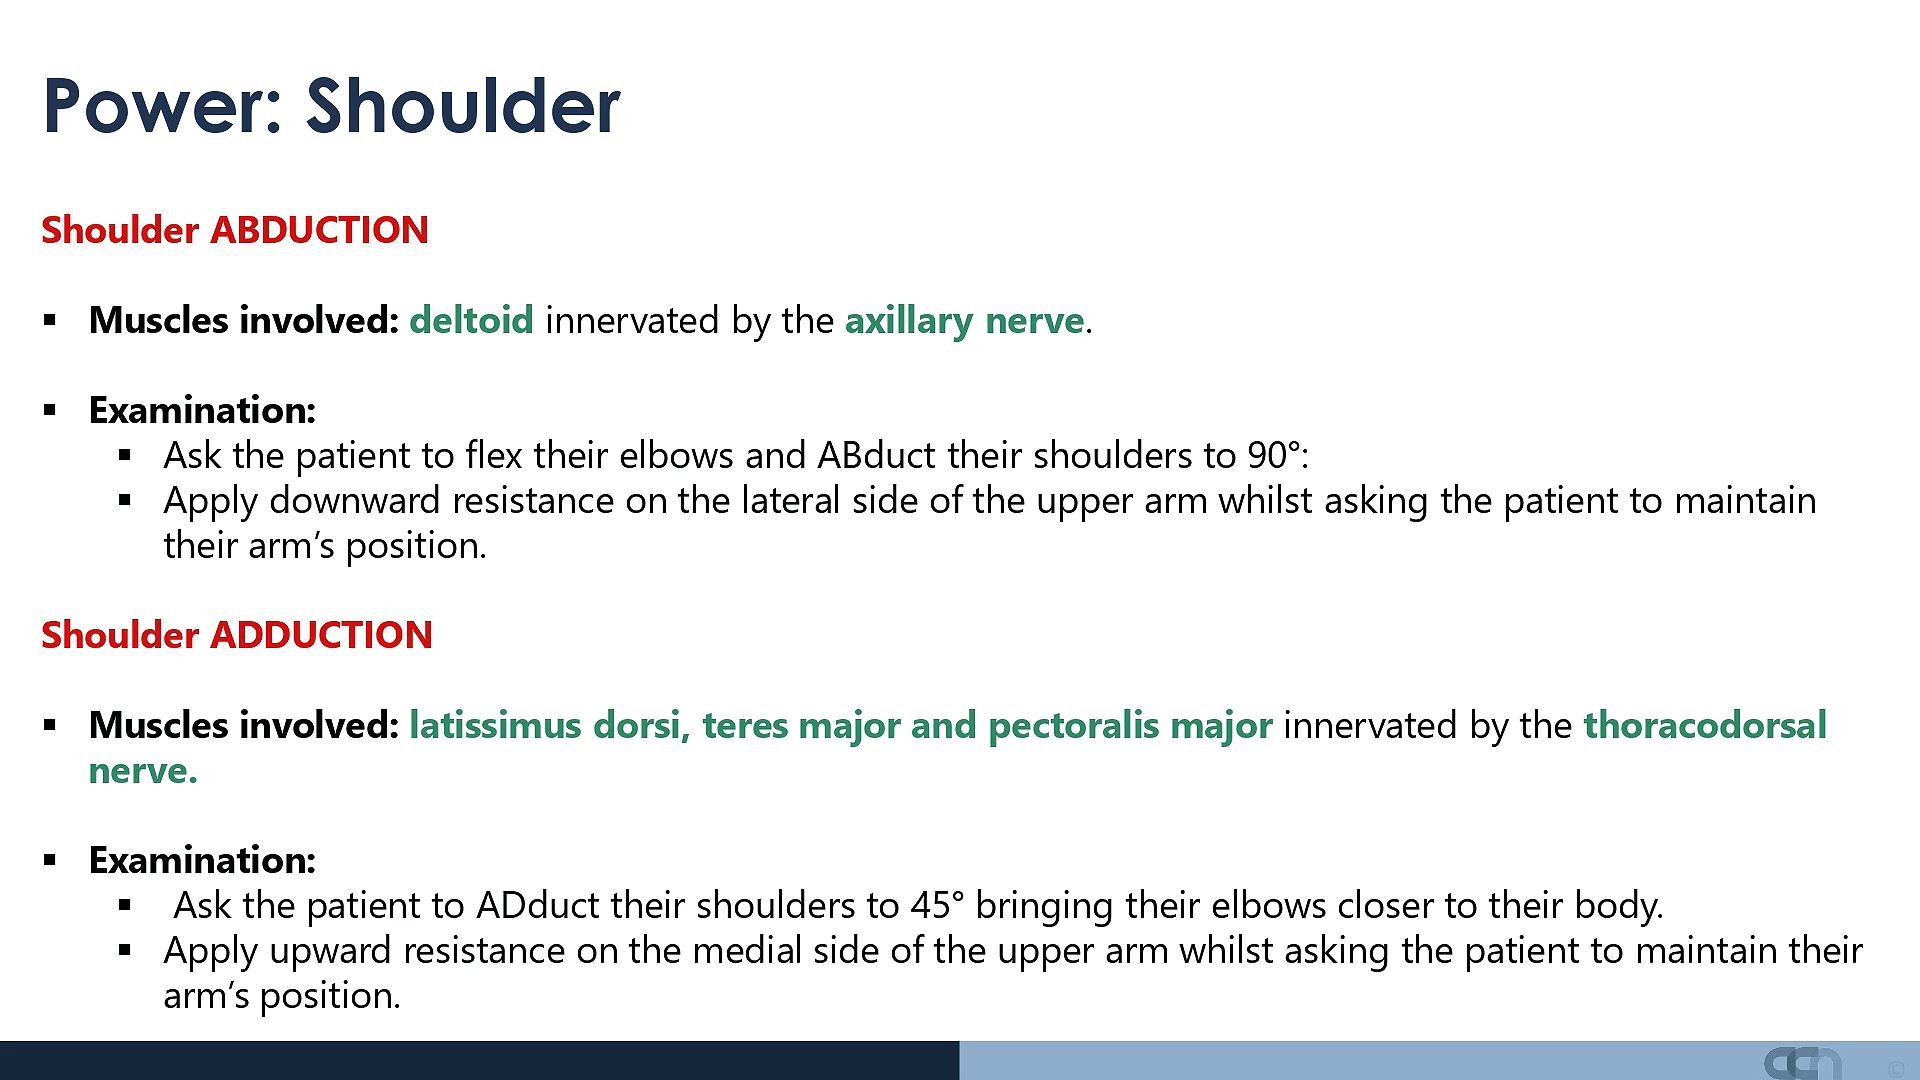 Power: Shoulder
Shoulder ABDUCTION
▪ Muscles involved: deltoid innervated by the axillary nerve.
▪ Examination:
▪ Ask the patient to flex their elbows and ABduct their shoulders to 90°:
▪ Apply downward resistance on the lateral side of the upper arm whilst asking the patient to maintain
their arm’s position.
Shoulder ADDUCTION
▪ Muscles involved: latissimus dorsi, teres major and pectoralis major innervated by the thoracodorsal
nerve.
▪ Examination:
▪ Ask the patient to ADduct their shoulders to 45° bringing their elbows closer to their body.
▪ Apply upward resistance on the medial side of the upper arm whilst asking the patient to maintain their
arm’s position.
©